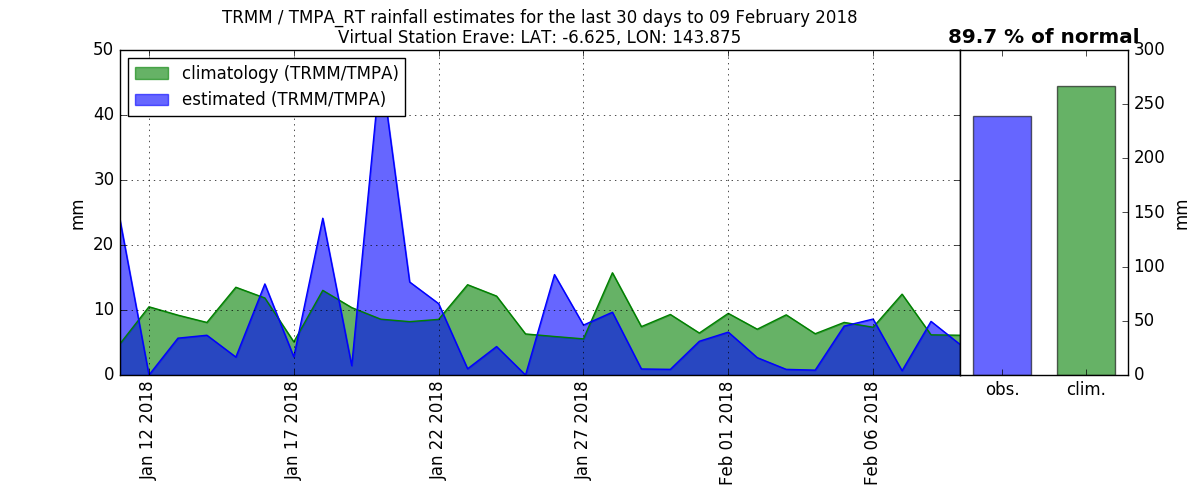 TRMM / TMPA_RT rainfall estimates for the last 30 days to 09 February 2018
Virtual Station Erave: LAT: -6.625, LON: 143.875
89.7 % of normal
climatology (TRMM/TMPA)
estimated (TRMM/TMPA)
50
40
30
20
10
0
mm
Jan 12 2018
Jan 17 2018
Jan 22 2018
Jan 27 2018
Feb 01 2018
Feb 06 2018
obs.
clim.
300
250
200
150
100
50
0
mm